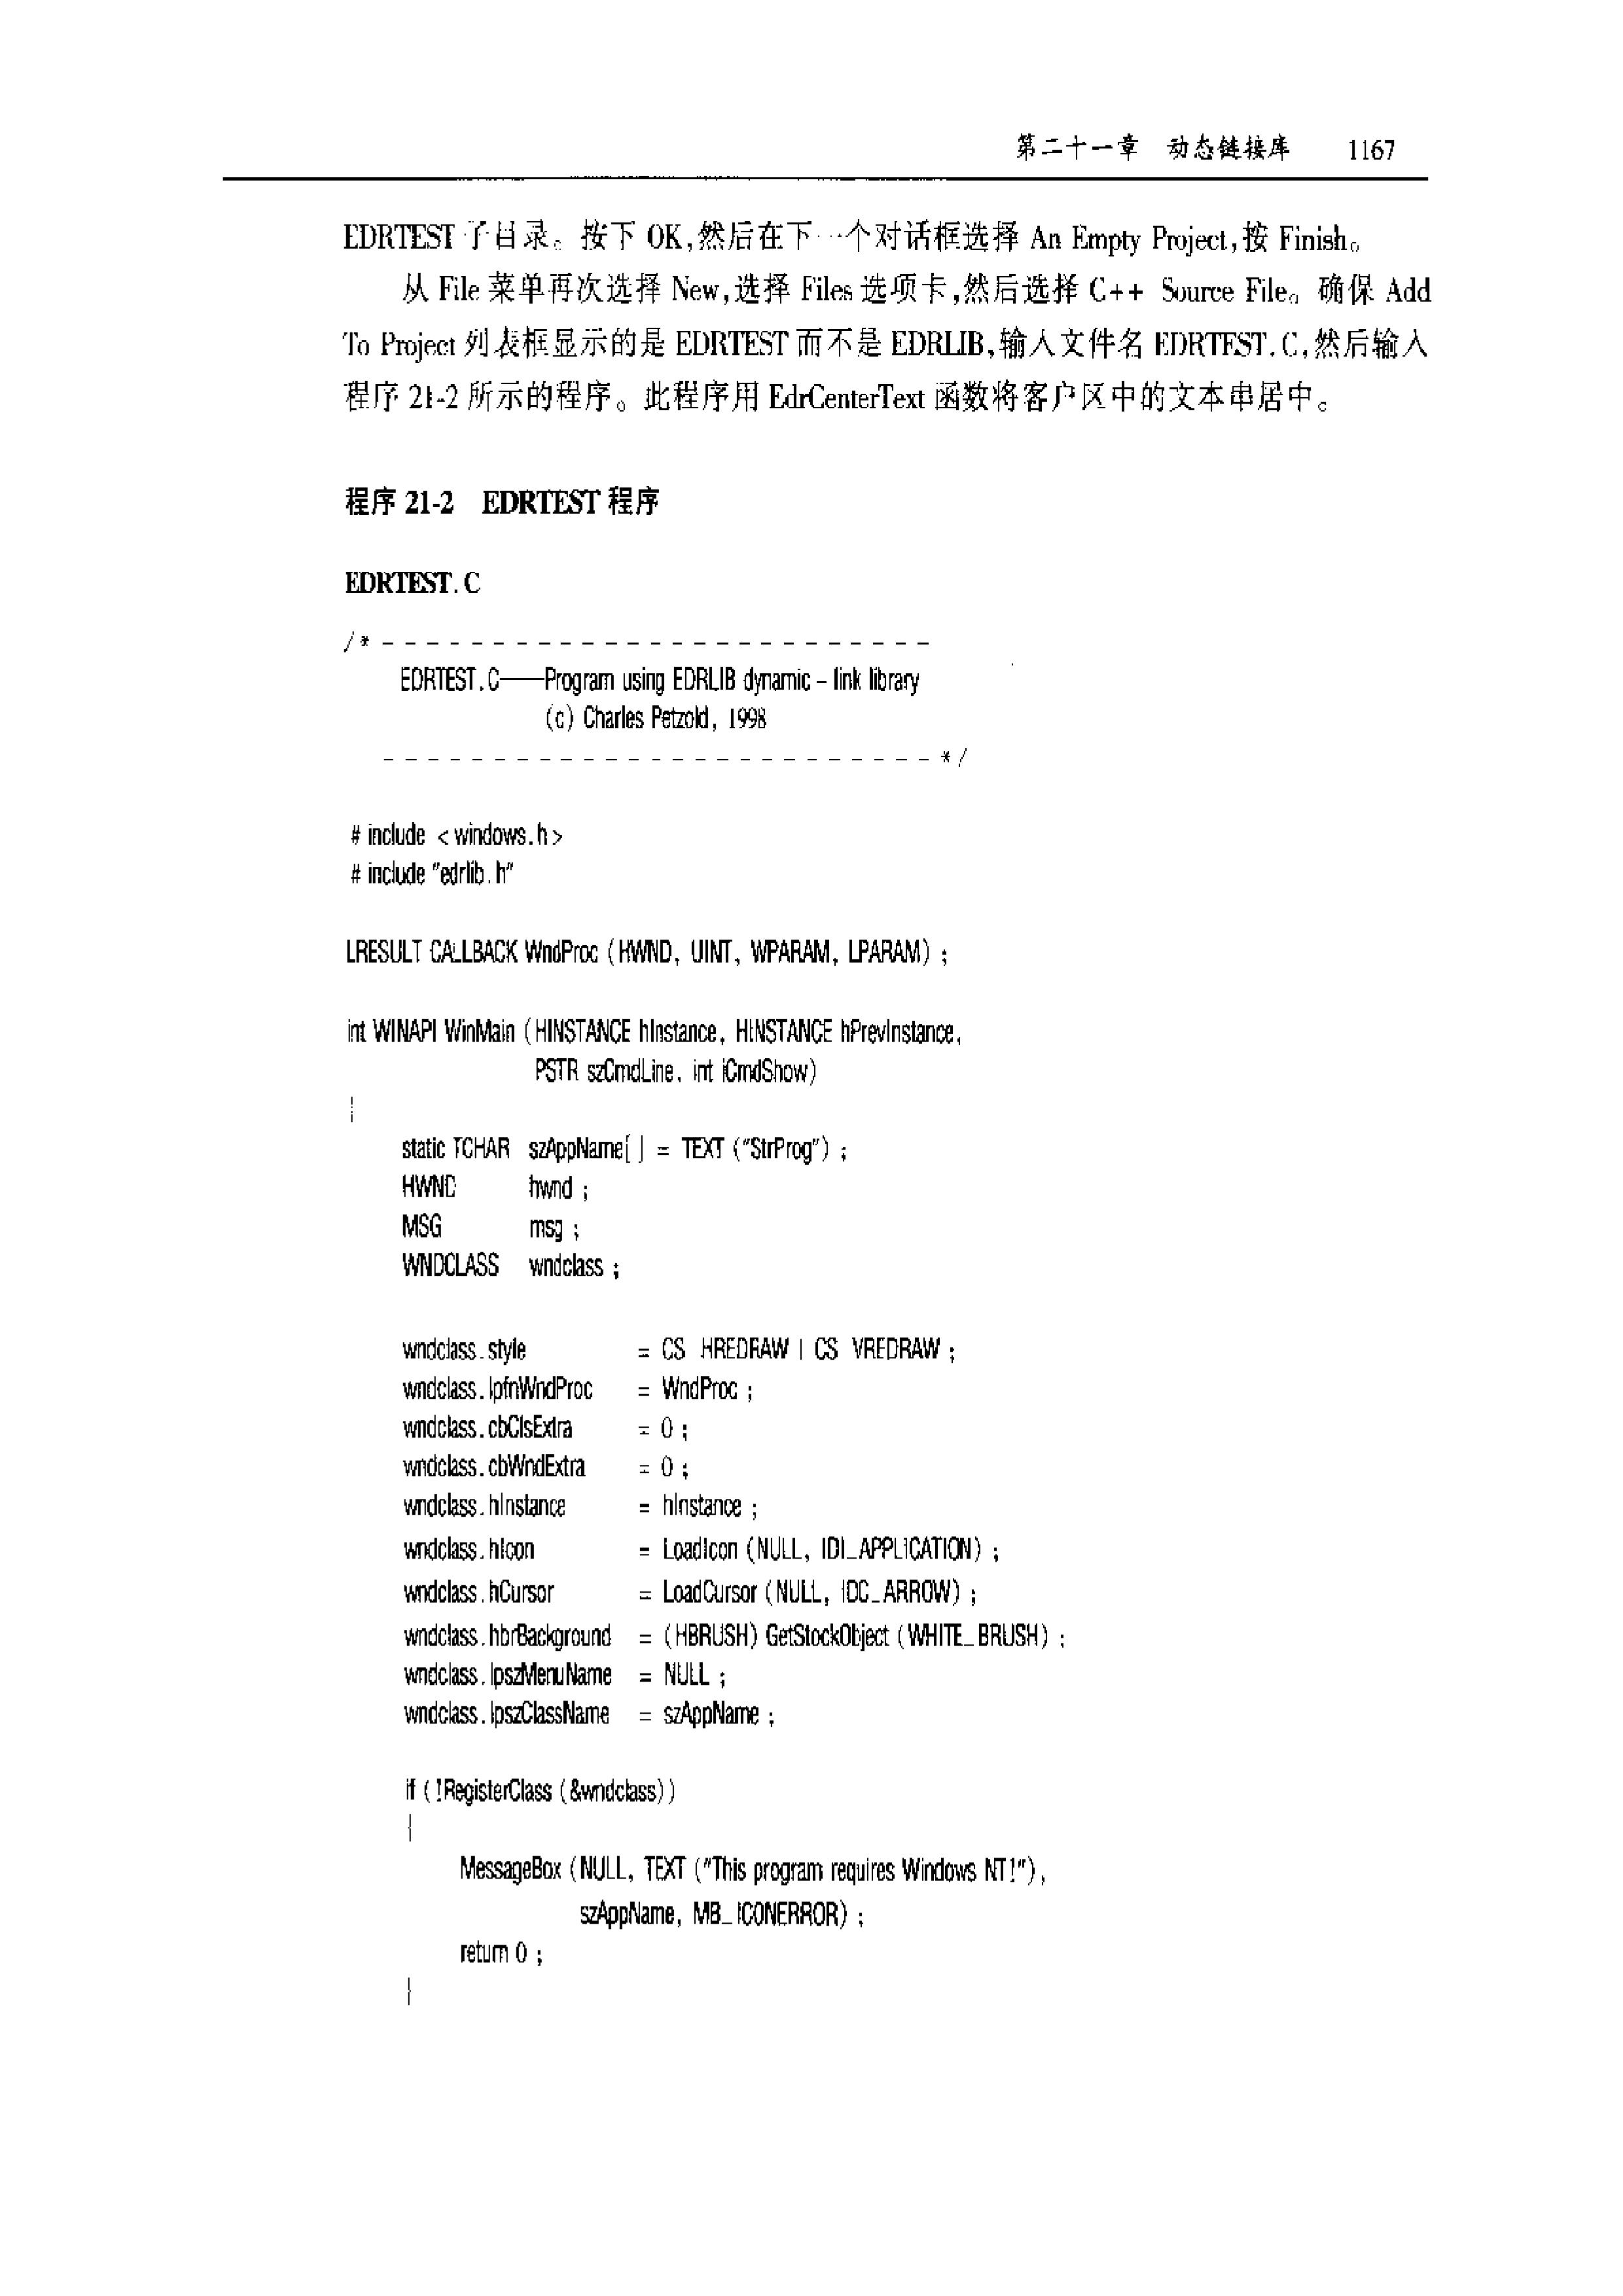 第二十一章　动态链接库　1167
EDRTEST 子目录。按下 OK,然后在下一个对话框选择 An Empty Project,按 Finish。
从 File 菜单再次选择 New,选择 Files 选项卡,然后选择 C++ Source File。确保 Add
To Project 列表框显示的是 EDRTEST 而不是 EDRLIB,输入文件名 EDRTEST.C,然后输入
程序 21-2 所示的程序。此程序用 EdrCenterText 函数将客户区中的文本串居中。
程序 21-2　EDRTEST 程序
EDRTEST.C
/* - - - - - - - - - - - - - - - - - - - - - - - - -
EDRTEST.C——Program using EDRLIB dynamic - link library
(c) Charles Petzold, 1998
- - - - - - - - - - - - - - - - - - - - - - - - - */
# include <windows.h>
# include "edrlib.h"
LRESULT CALLBACK WndProc (HWND, UINT, WPARAM, LPARAM) ;
int WINAPI WinMain (HINSTANCE hInstance, HINSTANCE hPrevInstance,
PSTR szCmdLine, int iCmdShow)
{
static TCHAR szAppName[ ] = TEXT ("StrProg") ;
HWND hwnd ;
MSG msg ;
WNDCLASS wndclass ;
wndclass.style = CS_HREDRAW | CS_VREDRAW ;
wndclass.lpfnWndProc = WndProc ;
wndclass.cbClsExtra = 0 ;
wndclass.cbWndExtra = 0 ;
wndclass.hInstance = hInstance ;
wndclass.hIcon = LoadIcon (NULL, IDI_APPLICATION) ;
wndclass.hCursor = LoadCursor (NULL, IDC_ARROW) ;
wndclass.hbrBackground = (HBRUSH) GetStockObject (WHITE_BRUSH) ;
wndclass.lpszMenuName = NULL ;
wndclass.lpszClassName = szAppName ;
if (!RegisterClass (&wndclass))
{
MessageBox (NULL, TEXT ("This program requires Windows NT!"),
szAppName, MB_ICONERROR) ;
return 0 ;
}